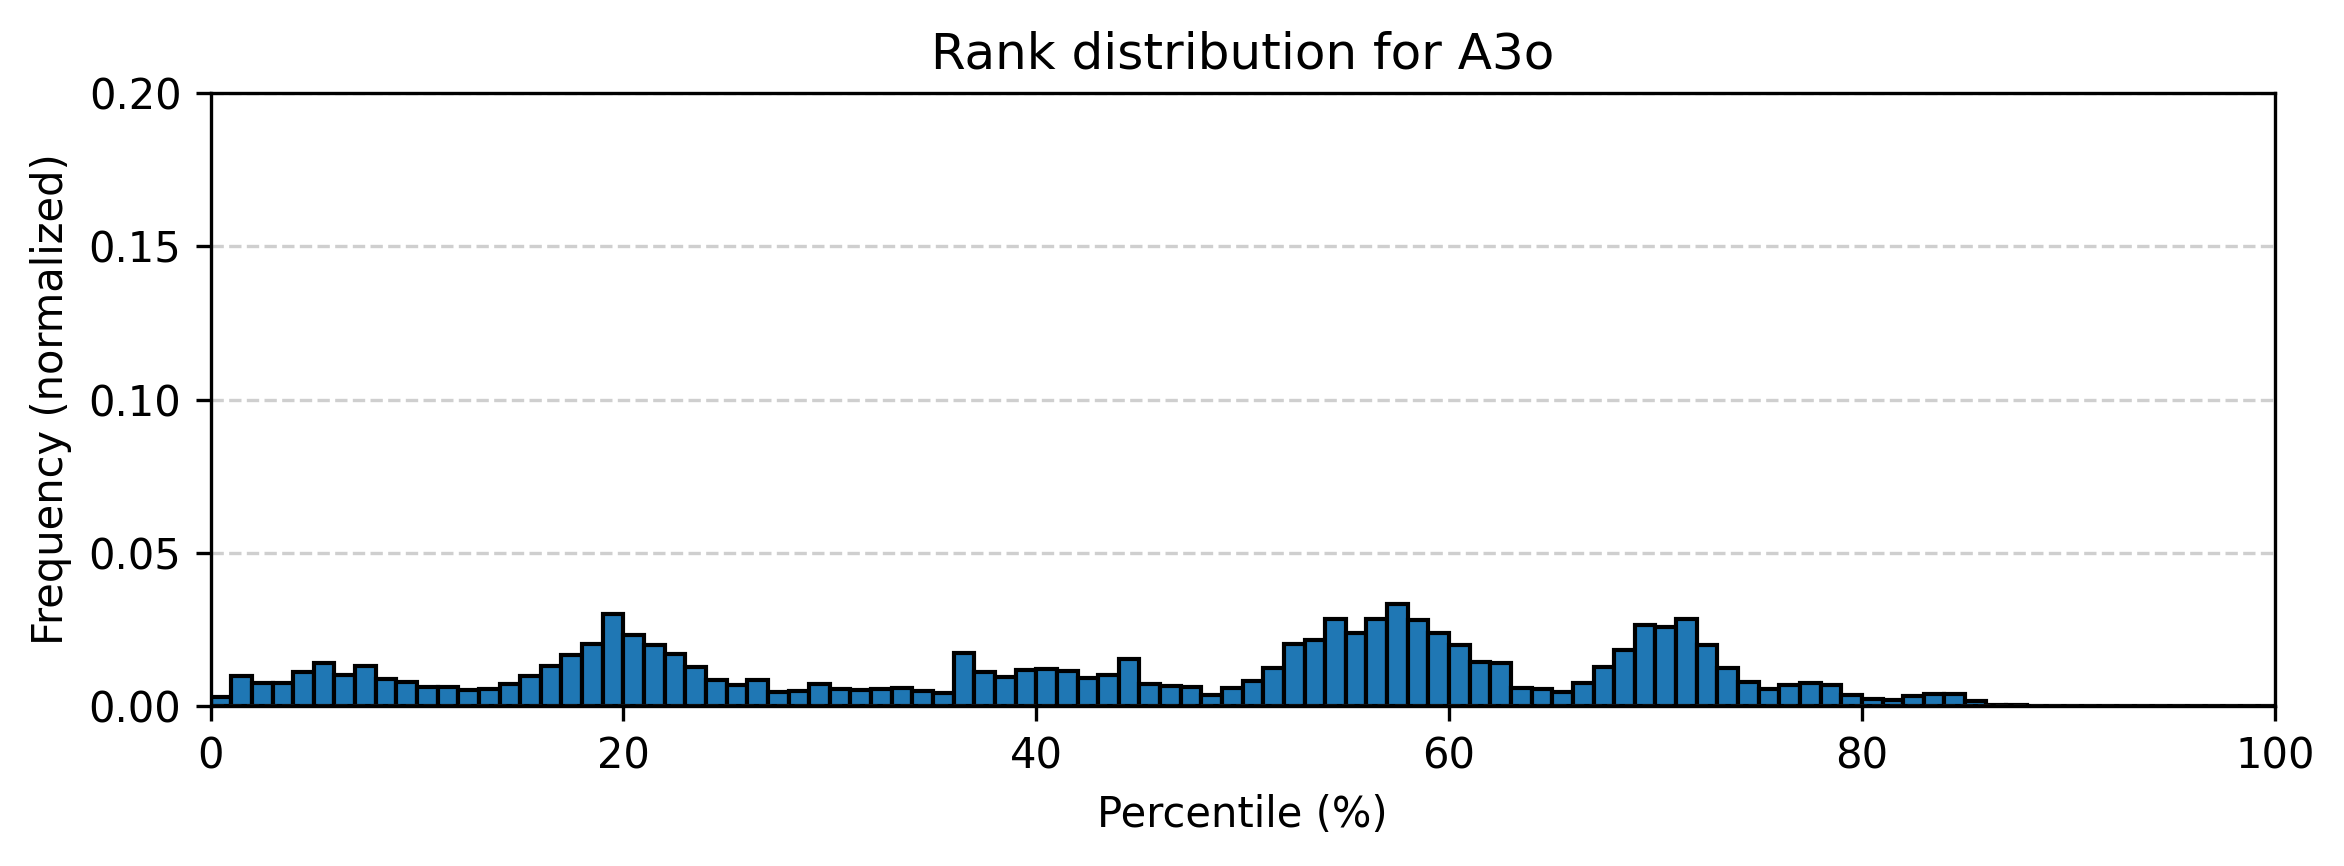 Rank distribution for A3o
Frequency (normalized)
0.20
0.15
0.10
0.05
0.00
0 20 40 60 80 100
Percentile (%)